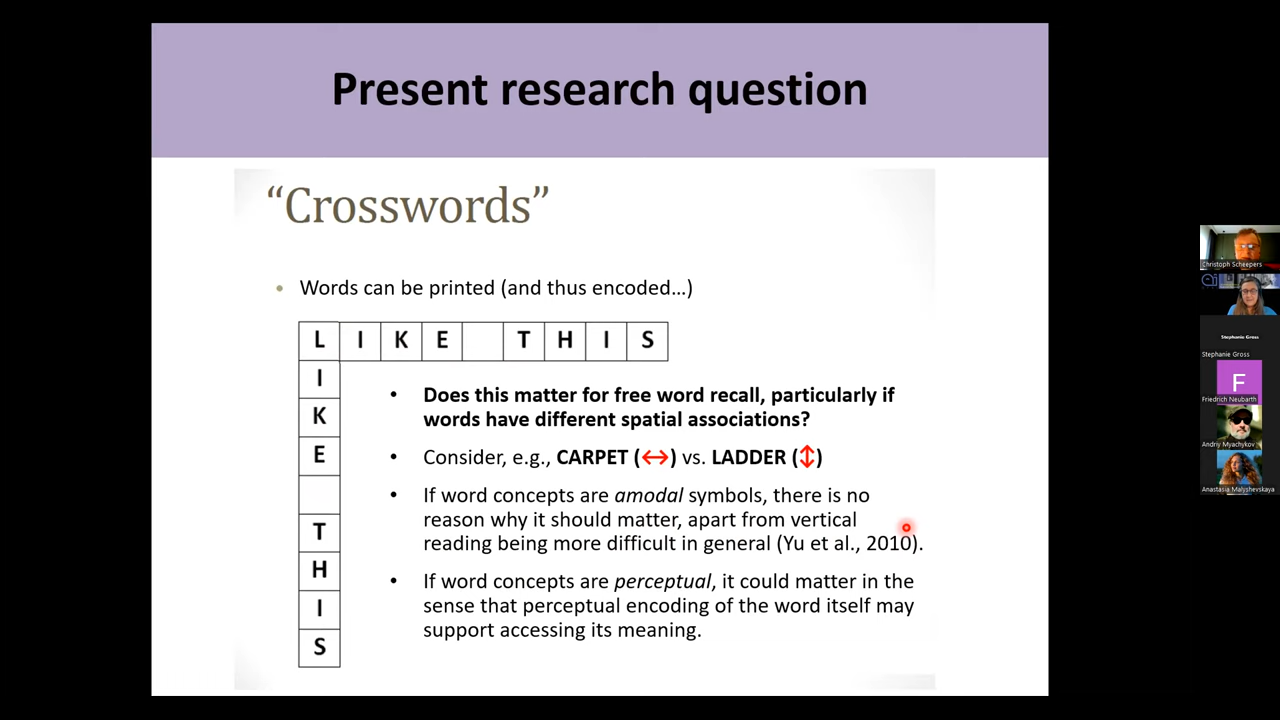 Present research question
“Crosswords”
• Words can be printed (and thus encoded…)
L I K E T H I S
I
K
E
T
H
I
S
• Does this matter for free word recall, particularly if
words have different spatial associations?
• Consider, e.g., CARPET (↔) vs. LADDER (↕)
• If word concepts are amodal symbols, there is no
reason why it should matter, apart from vertical
reading being more difficult in general (Yu et al., 2010).
• If word concepts are perceptual, it could matter in the
sense that perceptual encoding of the word itself may
support accessing its meaning.
Christoph Scheepers
Stephanie Gross
Stephanie Gross
F
Friedrich Neubarth
Andriy Myachykov
Anastasia Malyshevskaya